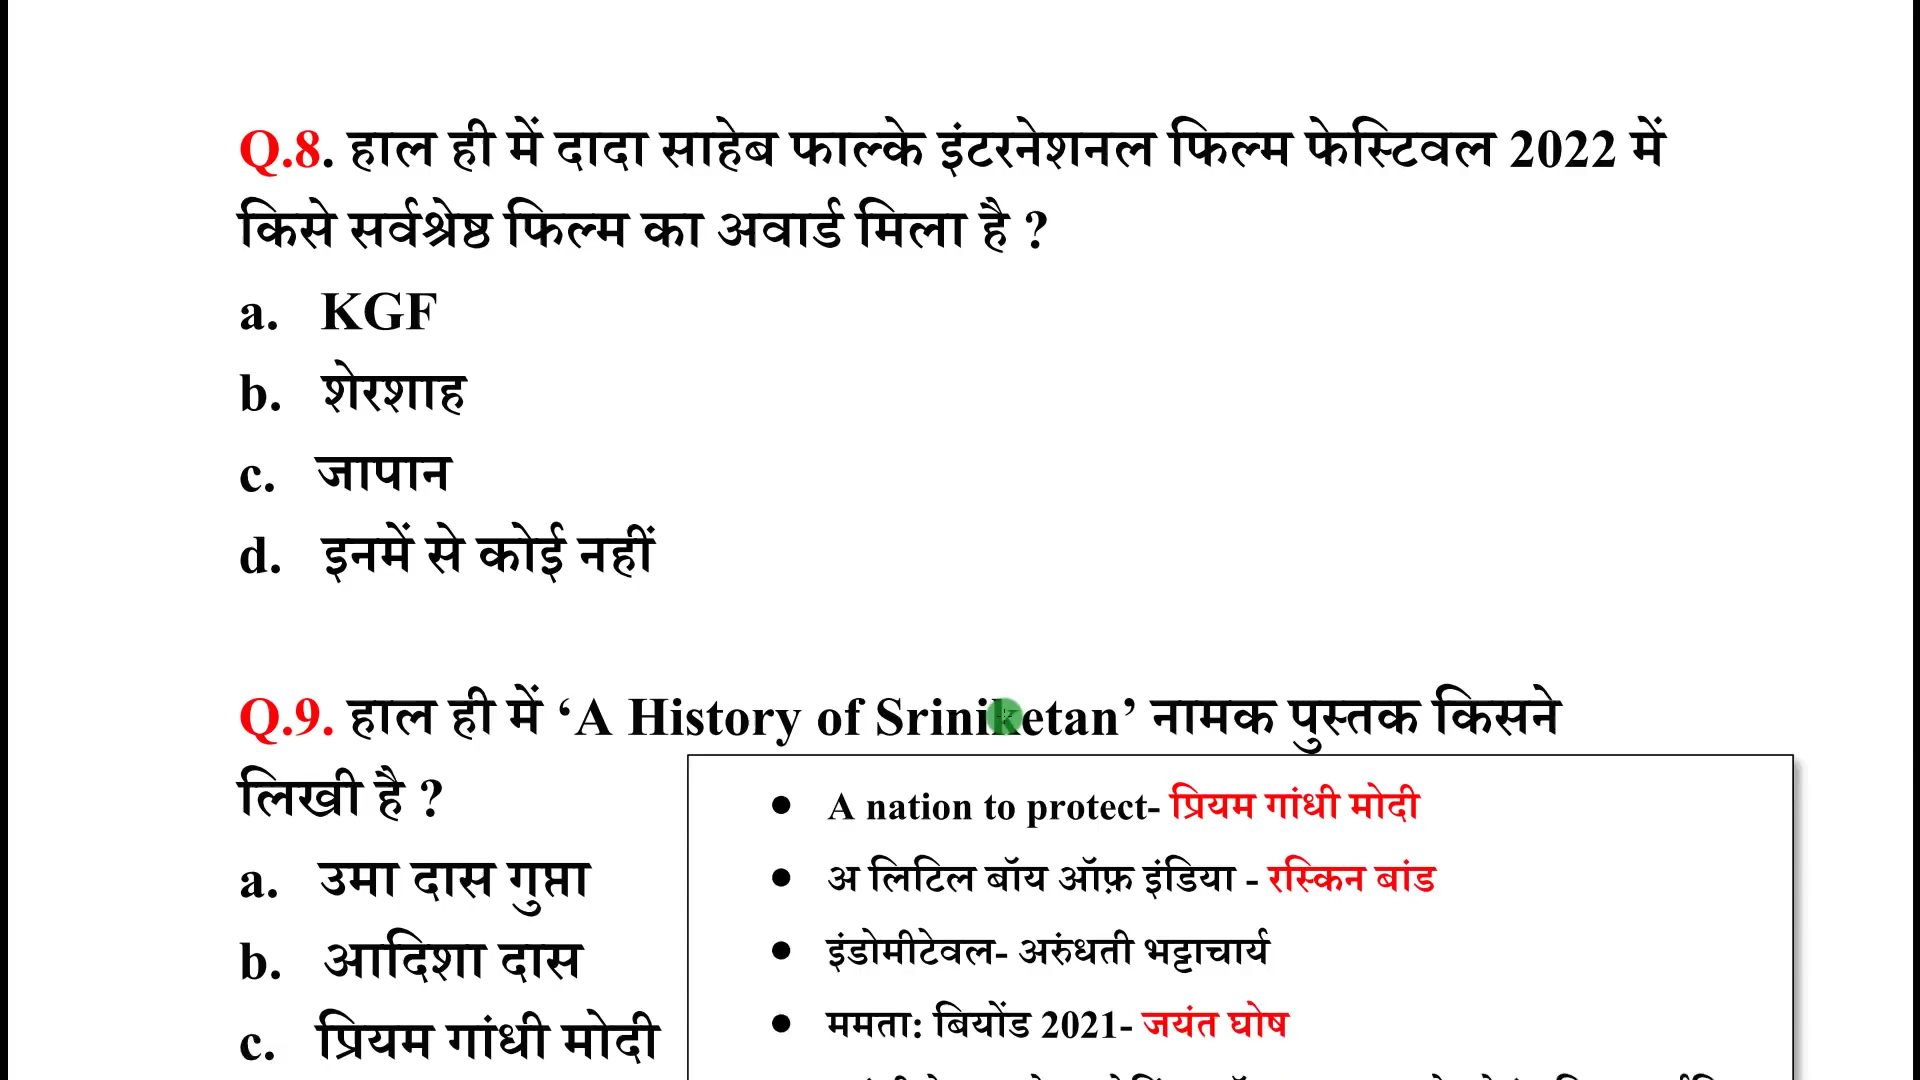 Q.8. हाल ही में दादा साहेब फाल्के इंटरनेशनल फिल्म फेस्टिवल 2022 में
किसे सर्वश्रेष्ठ फिल्म का अवार्ड मिला है ?
a. KGF
b. शेरशाह
c. जापान
d. इनमें से कोई नहीं
Q.9. हाल ही में ‘A History of Sriniketan’ नामक पुस्तक किसने
लिखी है ?
a. उमा दास गुप्ता
b. आदिशा दास
c. प्रियम गांधी मोदी
● A nation to protect- प्रियम गांधी मोदी
● अ लिटिल बॉय ऑफ़ इंडिया - रस्किन बांड
● इंडोमीटेवल- अरुंधती भट्टाचार्य
● ममता: बियोंड 2021- जयंत घोष